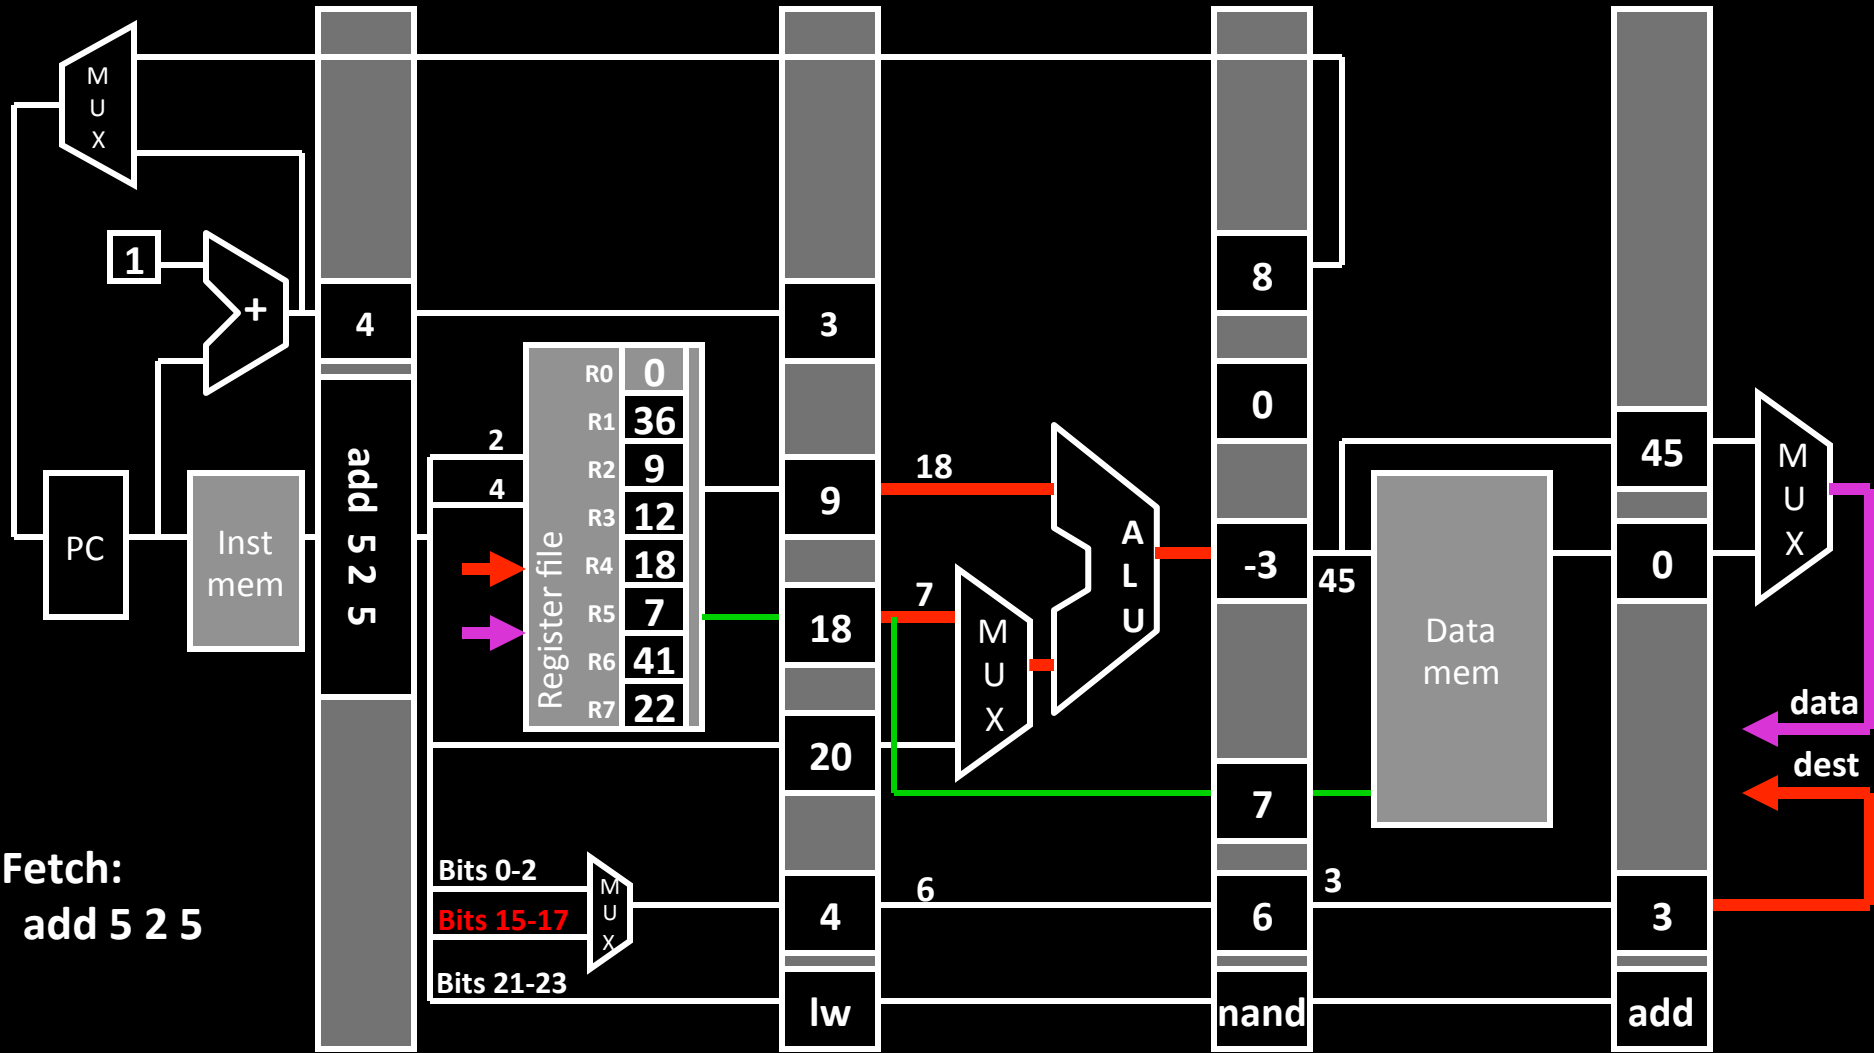 M
U
X
1
+
4
3
8
0
add 5 2 5
PC
Inst
mem
2
4
Register file
R0 0
R1 36
R2 9
R3 12
R4 18
R5 7
R6 41
R7 22
9
18
20
18
7
M
U
X
A
L
U
-3
45
7
Data
mem
45
0
M
U
X
data
dest
Fetch:
add 5 2 5
Bits 0-2
Bits 15-17
Bits 21-23
M
U
X
4
6
6
3
3
lw
nand
add